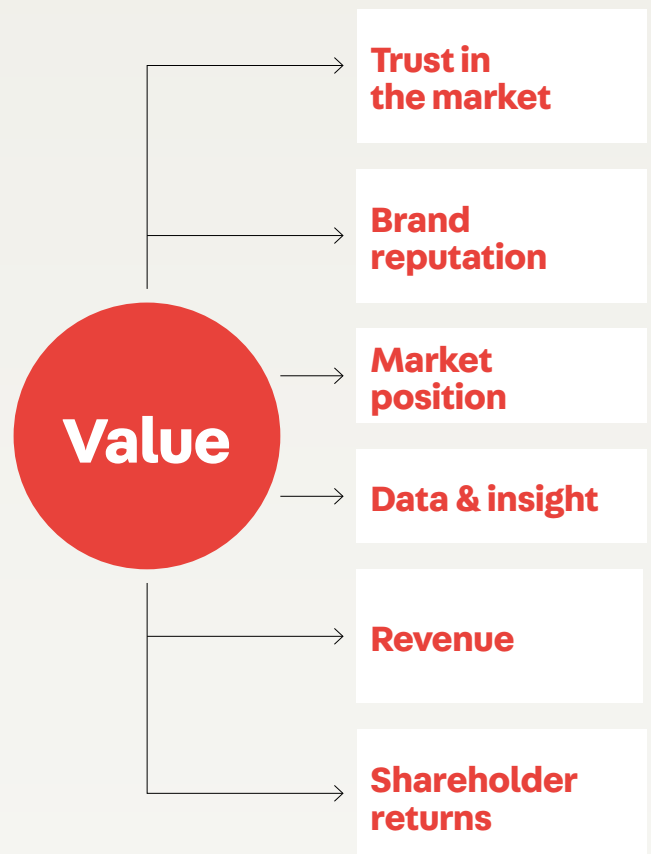 Trust in
the market
Brand
reputation
Market
position
Value
Data & insight
Revenue
Shareholder
returns